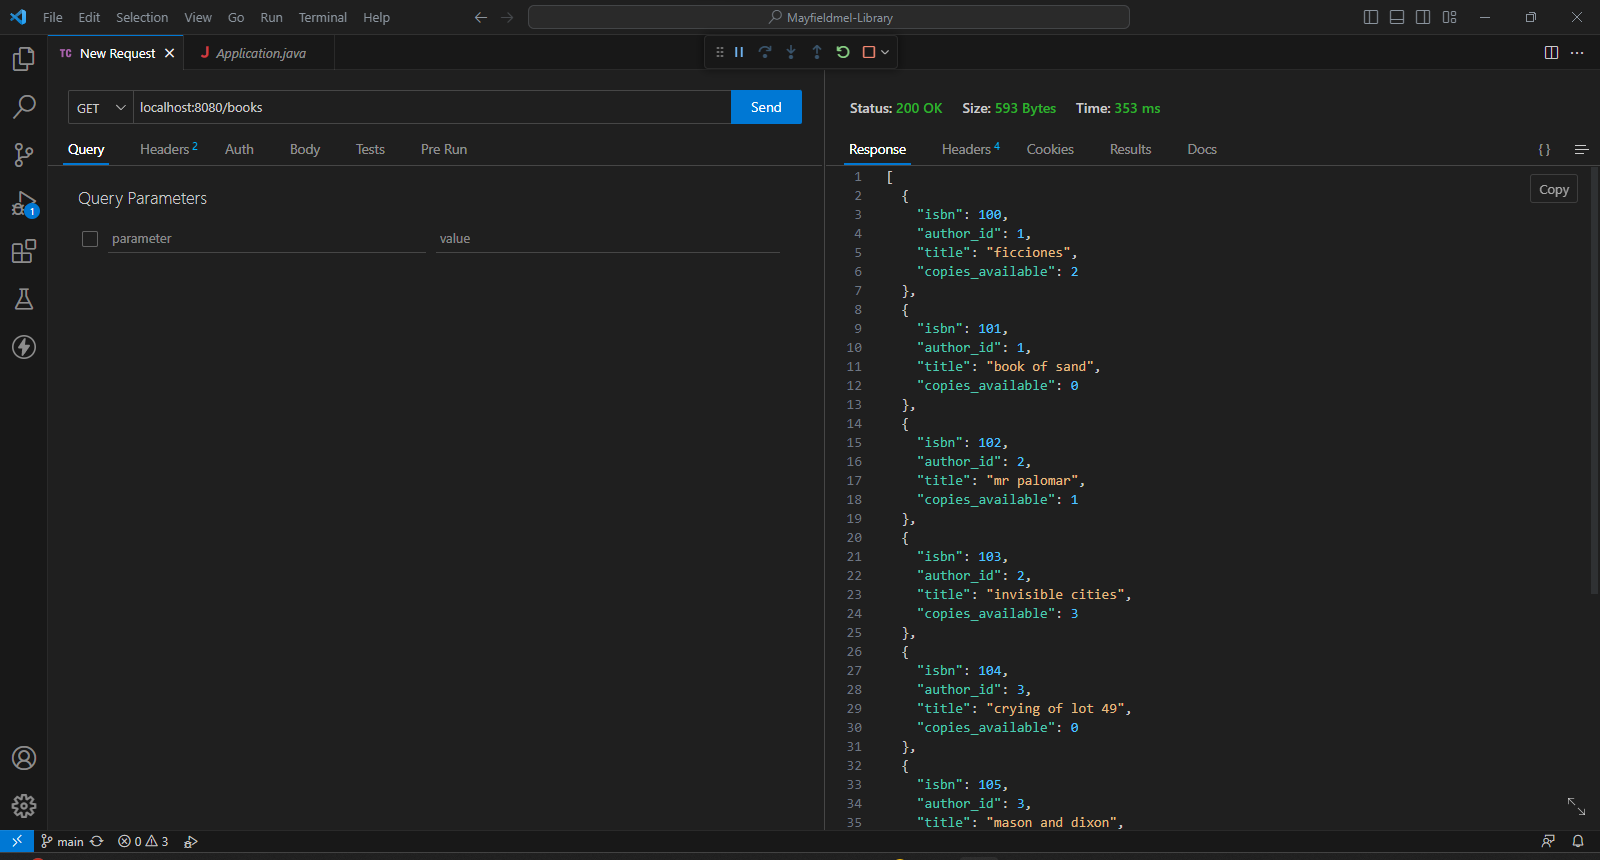 File Edit Selection View Go Run Terminal Help
Mayfieldmel-Library
TC New Request
J Application.java
GET localhost:8080/books Send
Query Headers 2 Auth Body Tests Pre Run
Query Parameters
parameter value
Status: 200 OK Size: 593 Bytes Time: 353 ms
Response Headers 4 Cookies Results Docs
{ }
Copy
1 [
2 {
3 "isbn": 100,
4 "author_id": 1,
5 "title": "ficciones",
6 "copies_available": 2
7 },
8 {
9 "isbn": 101,
10 "author_id": 1,
11 "title": "book of sand",
12 "copies_available": 0
13 },
14 {
15 "isbn": 102,
16 "author_id": 2,
17 "title": "mr palomar",
18 "copies_available": 1
19 },
20 {
21 "isbn": 103,
22 "author_id": 2,
23 "title": "invisible cities",
24 "copies_available": 3
25 },
26 {
27 "isbn": 104,
28 "author_id": 3,
29 "title": "crying of lot 49",
30 "copies_available": 0
31 },
32 {
33 "isbn": 105,
34 "author_id": 3,
35 "title": "mason and dixon",
1
main 0 3